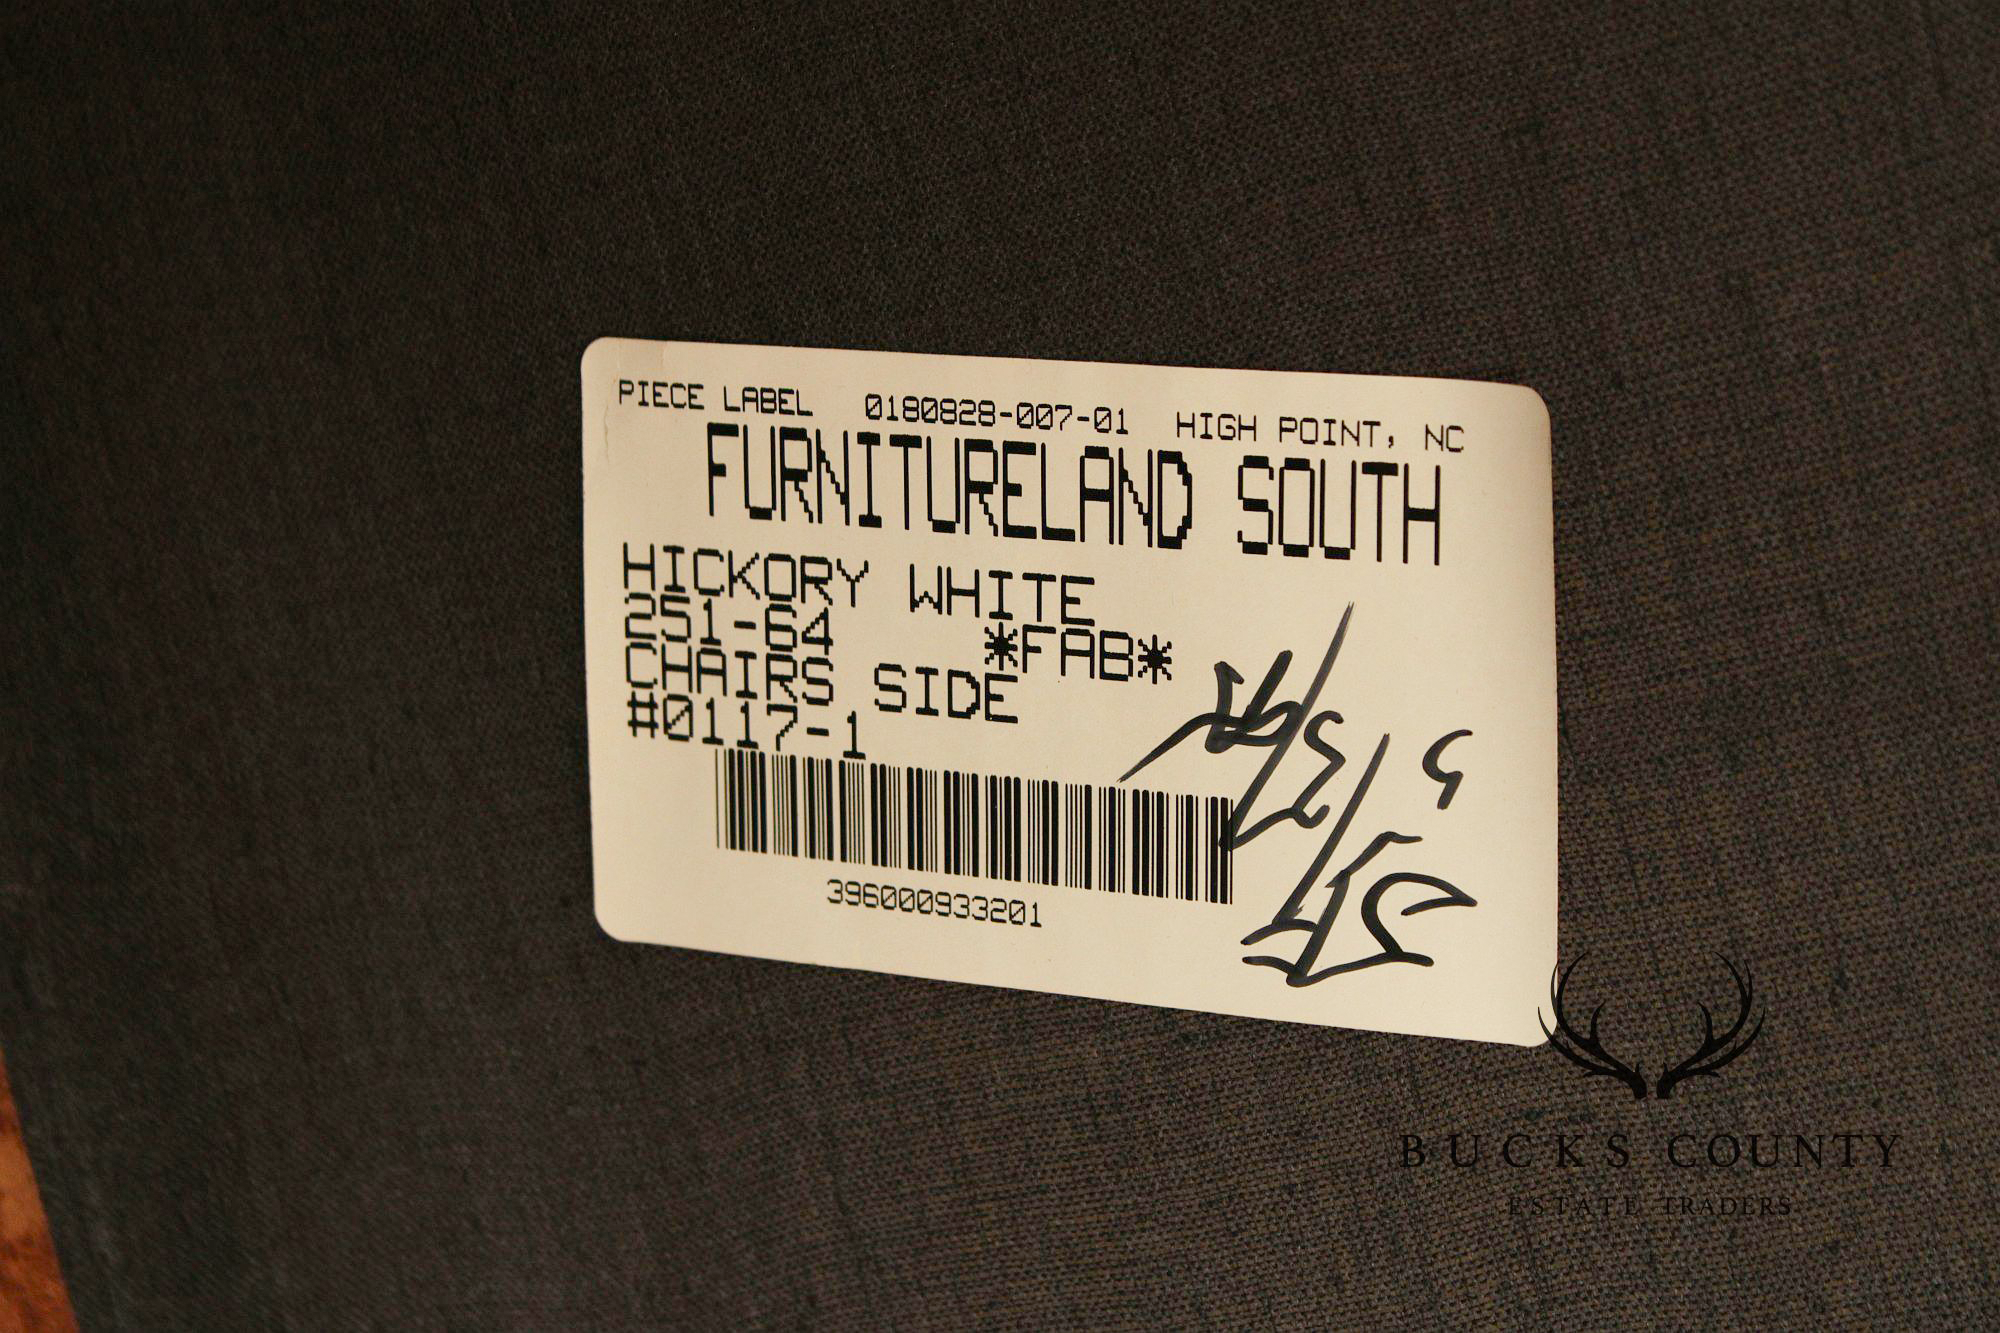 PIECE LABEL 0180828-007-01 HIGH POINT, NC
FURNITURELAND SOUTH
HICKORY WHITE
251-64 *FAB*
CHAIRS SIDE
#0117-1
396000933201
BUCKS COUNTY
ESTATE TRADERS